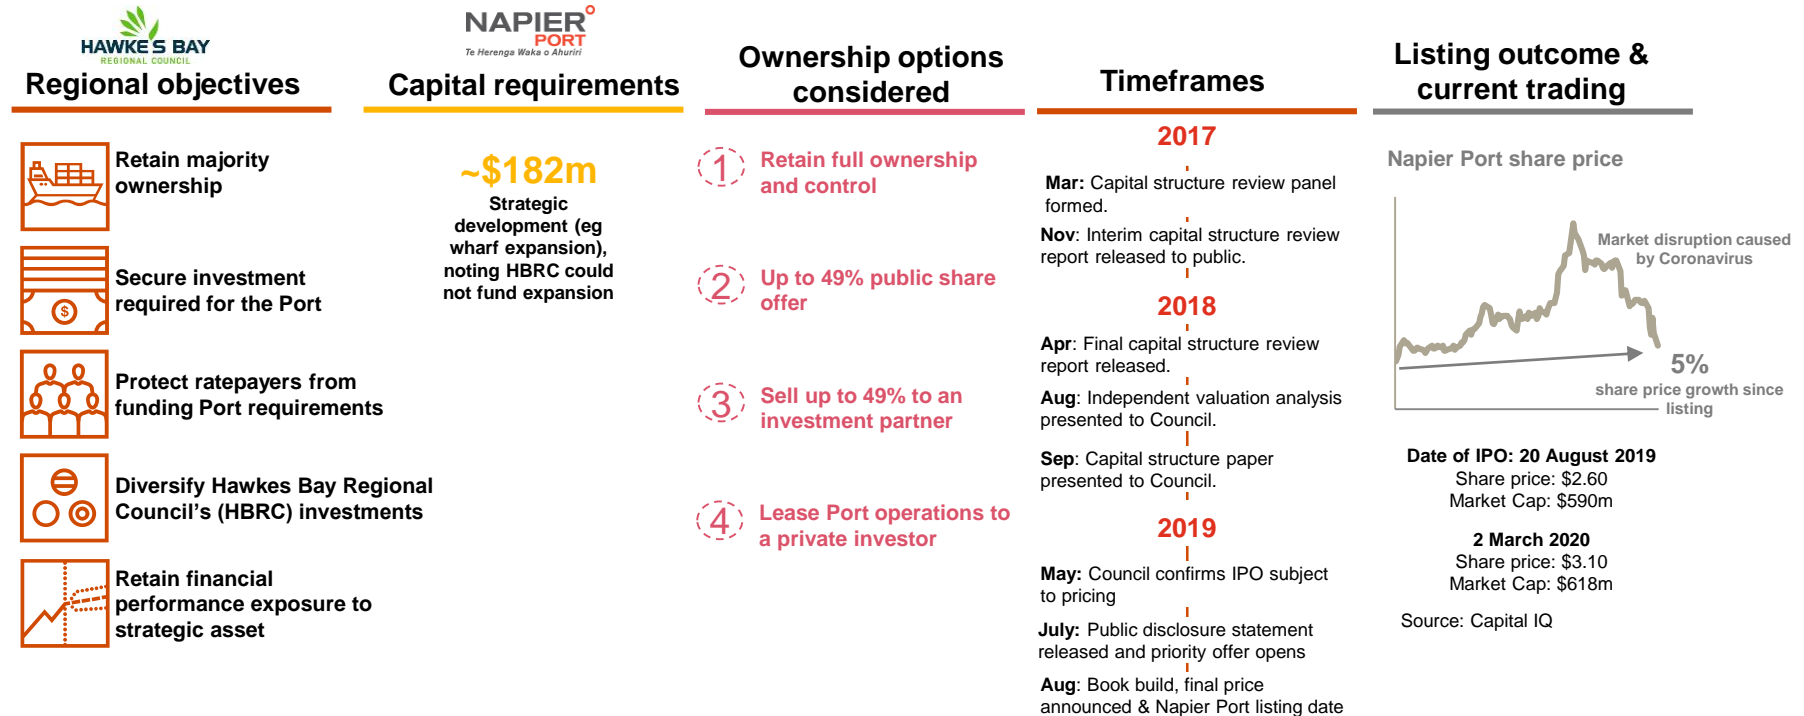 HAWKE'S BAY
REGIONAL COUNCIL
Regional objectives
Retain majority
ownership
$
Secure investment
required for the Port
Protect ratepayers from
funding Port requirements
Diversify Hawkes Bay Regional
Council's (HBRC) investments
Retain financial
performance exposure to
strategic asset
NAPIER
PORT
Te Herenga Waka o Ahuriri
Capital requirements
~$182m
Strategic
development (eg
wharf expansion),
noting HBRC could
not fund expansion
Ownership options
considered
1 Retain full ownership
and control
2 Up to 49% public share
offer
3 Sell up to 49% to an
investment partner
4 Lease Port operations to
a private investor
Timeframes
2017
Mar: Capital structure review panel
formed.
Nov: Interim capital structure review
report released to public.
2018
Apr: Final capital structure review
report released.
Aug: Independent valuation analysis
presented to Council.
Sep: Capital structure paper
presented to Council.
2019
May: Council confirms IPO subject
to pricing
July: Public disclosure statement
released and priority offer opens
Aug: Book build, final price
announced & Napier Port listing date
Listing outcome &
current trading
Napier Port share price
Market disruption caused
by Coronavirus
5%
share price growth since
listing
Date of IPO: 20 August 2019
Share price: $2.60
Market Cap: $590m
2 March 2020
Share price: $3.10
Market Cap: $618m
Source: Capital IQ